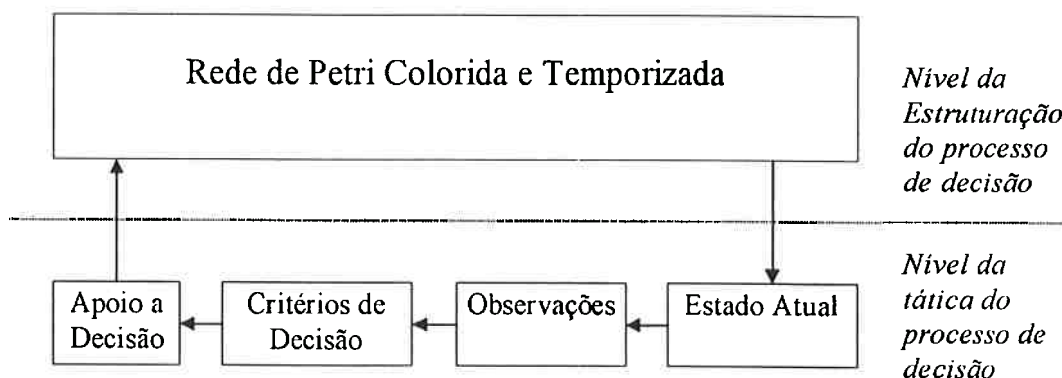 Rede de Petri Colorida e Temporizada
Nível da
Estruturação
do processo
de decisão
Apoio a
Decisão
Critérios de
Decisão
Observações
Estado Atual
Nível da
tática do
processo de
decisão